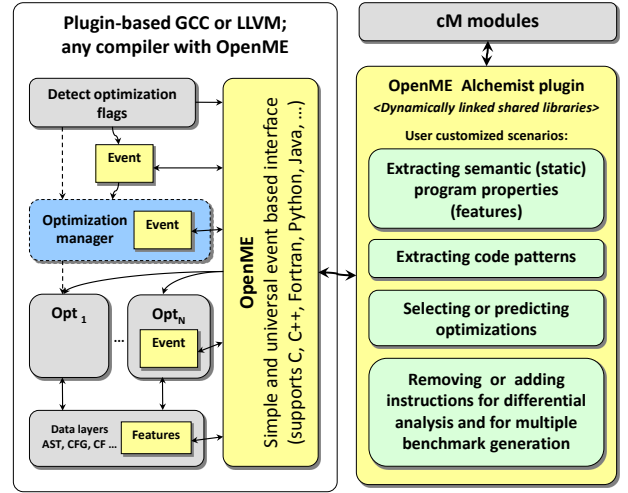 Plugin-based GCC or LLVM;
any compiler with OpenME
Detect optimization
flags
Event
Optimization
manager
Event
Opt 1
...
OptN
Event
Data layers
AST, CFG, CF ...
Features
OpenME
Simple and universal event based interface
(supports C, C++, Fortran, Python, Java, ...)
cM modules
OpenME Alchemist plugin
<Dynamically linked shared libraries>
User customized scenarios:
Extracting semantic (static)
program properties
(features)
Extracting code patterns
Selecting or predicting
optimizations
Removing or adding
instructions for differential
analysis and for multiple
benchmark generation